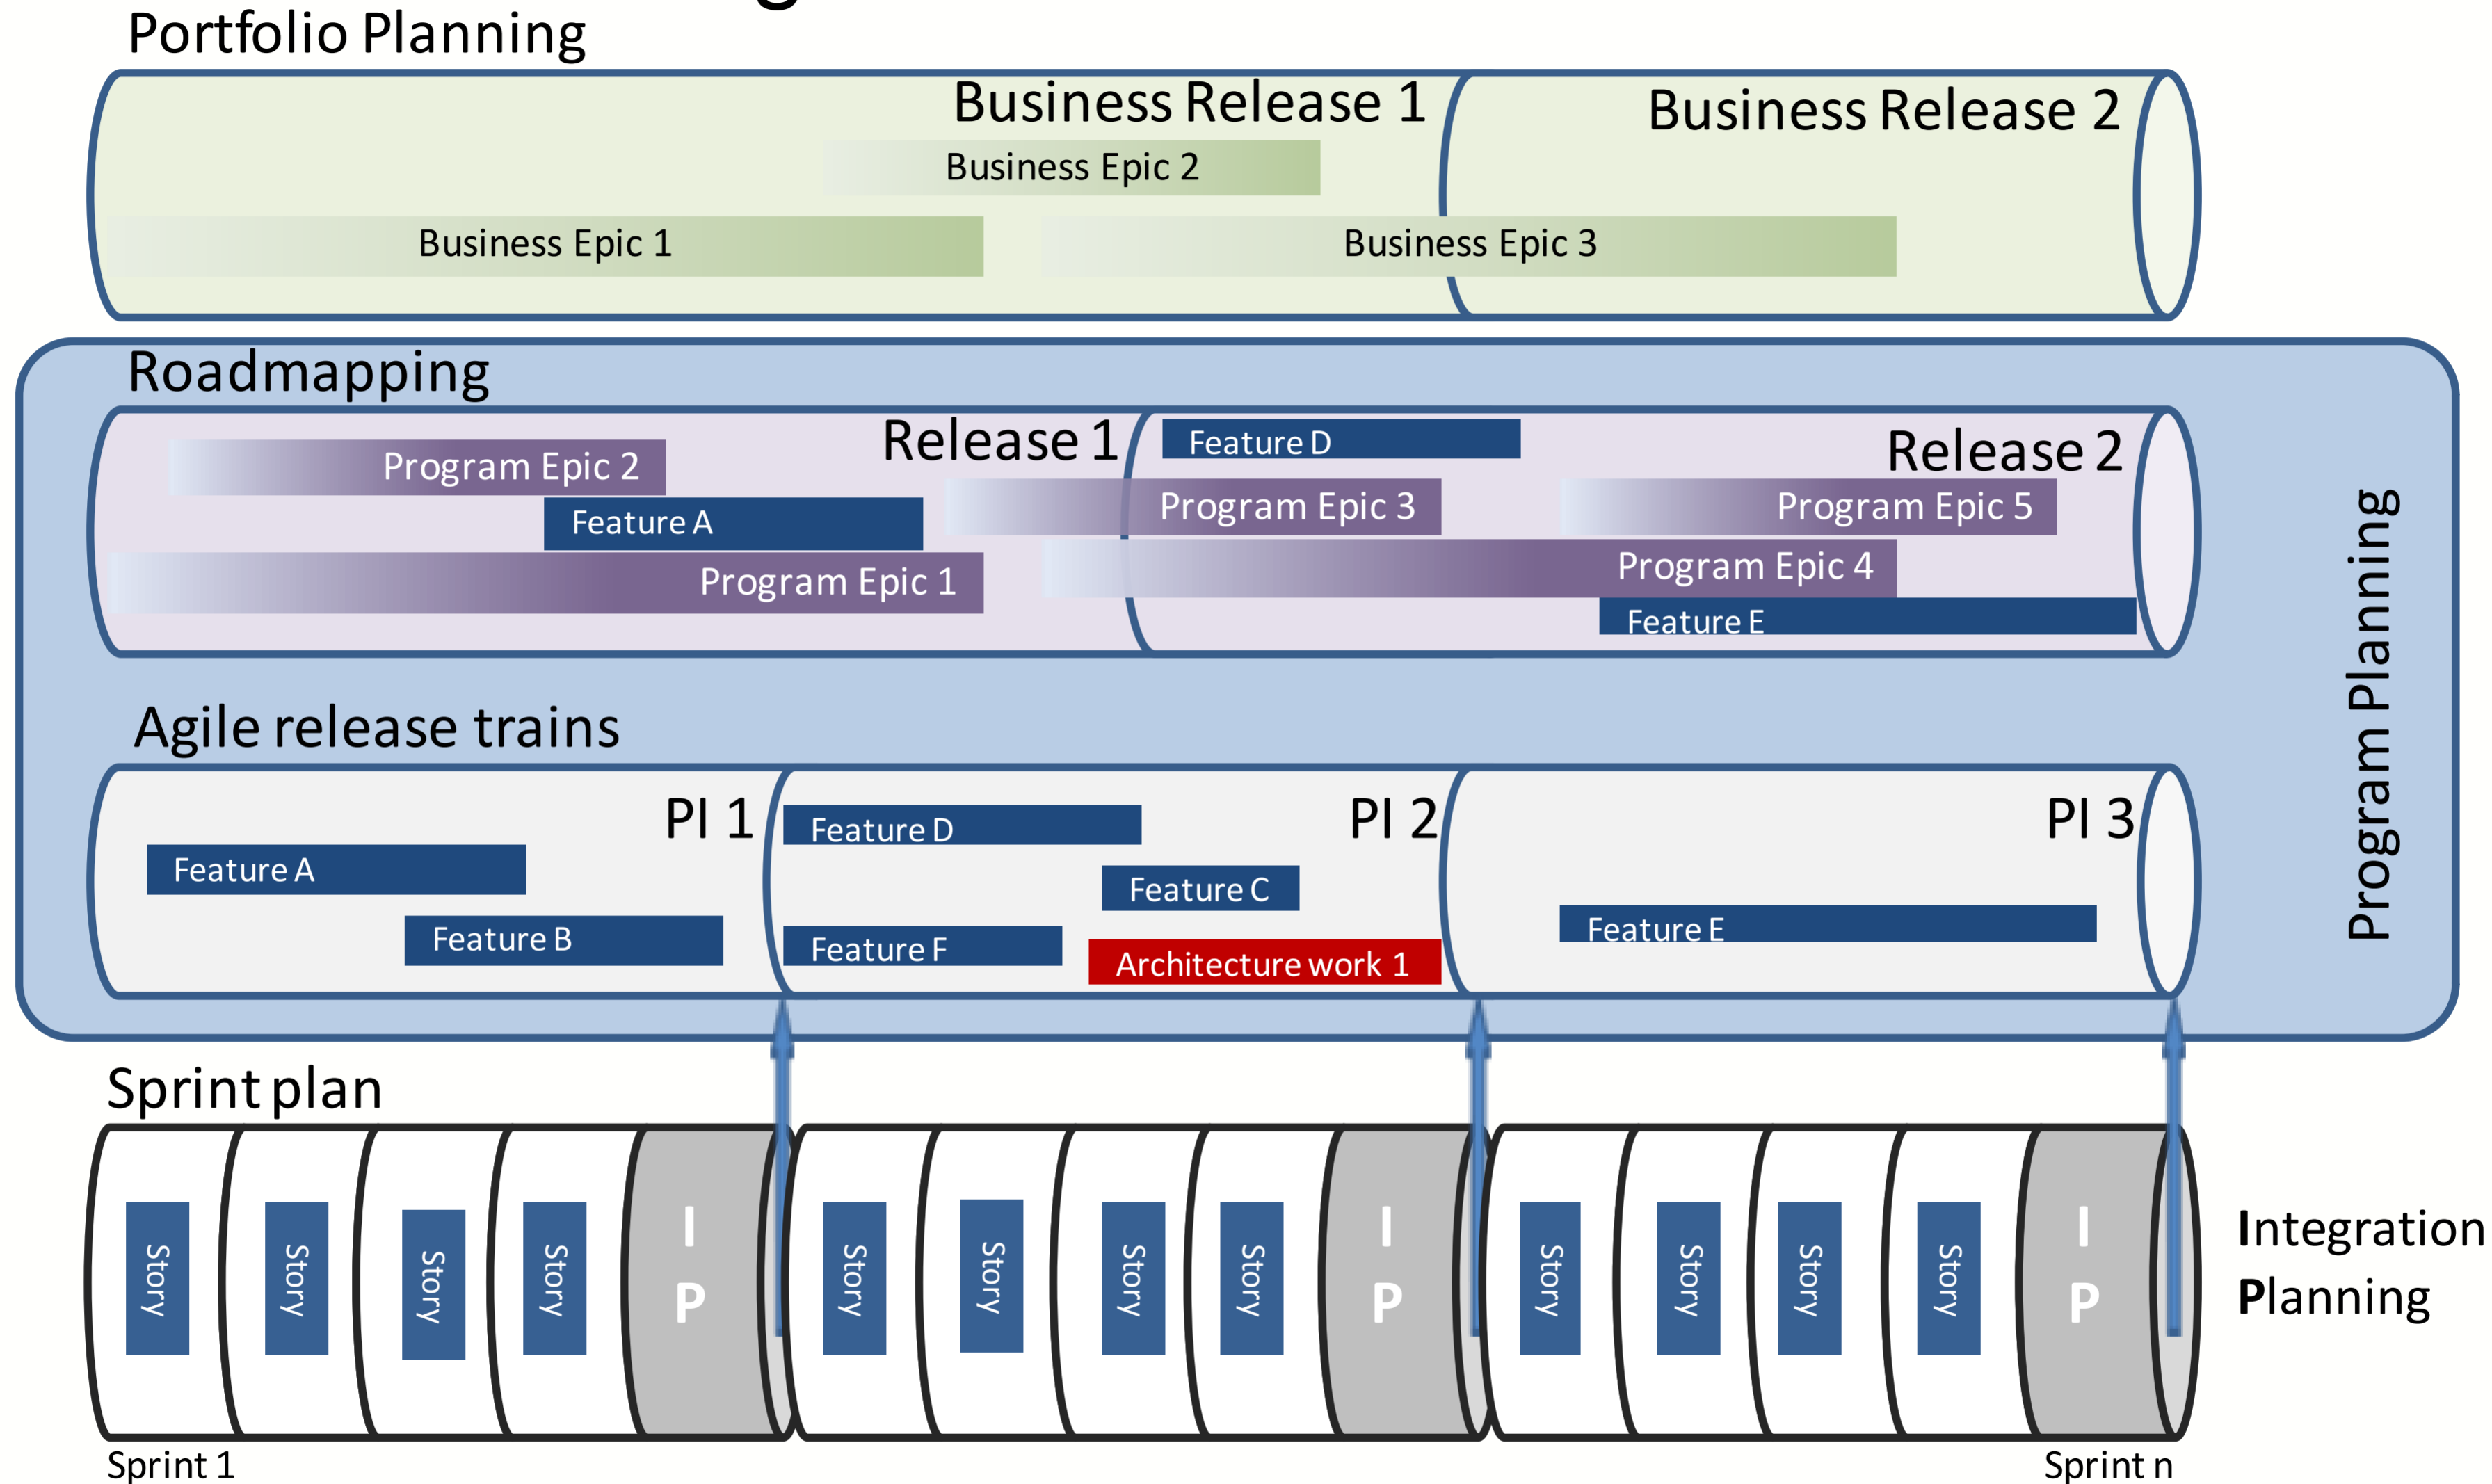 Portfolio Planning
Business Release 1
Business Release 2
Business Epic 2
Business Epic 1
Business Epic 3
Roadmapping
Release 1
Feature D
Release 2
Program Epic 2
Program Epic 3
Program Epic 5
Feature A
Program Epic 4
Program Epic 1
Feature E
Program Planning
Agile release trains
PI 1
PI 2
PI 3
Feature D
Feature A
Feature C
Feature B
Feature F
Feature E
Architecture work 1
Sprint plan
Story
Story
Story
Story
I
P
Story
Story
Story
Story
I
P
Story
Story
Story
Story
I
P
Integration
Planning
Sprint 1
Sprint n